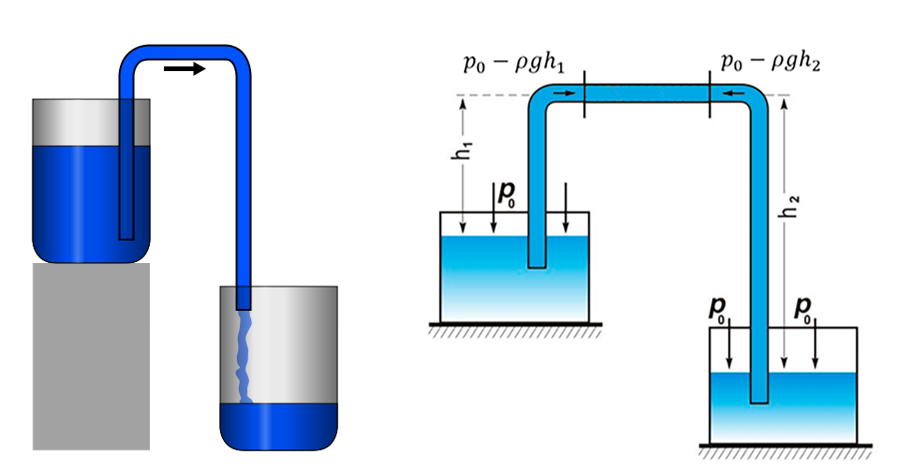 p₀ − ρgh₁
p₀ − ρgh₂
h₁
p₀
h₂
p₀
p₀